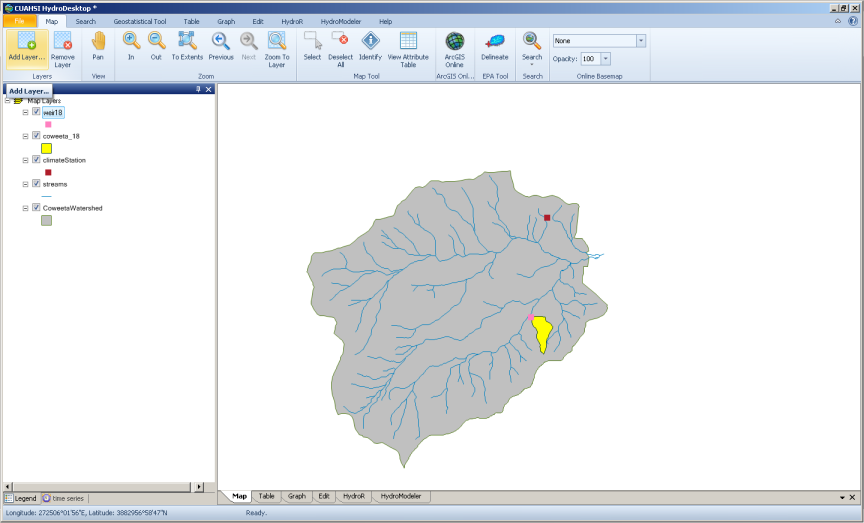 CUAHSI HydroDesktop *
File Map Search Geostatistical Tool Table Graph Edit HydroR HydroModeler Help
Add Layer... Remove Layer Pan In Out To Extents Previous Next Zoom To Layer Select Deselect All Identify View Attribute Table ArcGIS Online Delineate Search None
Opacity: 100
Layers View Zoom Map Tool ArcGIS Onl... EPA Tool Search Online Basemap
Add Layer...
Map Layers
weir18
coweeta_18
climateStation
streams
CoweetaWatershed
Legend time series
Map Table Graph Edit HydroR HydroModeler
Longitude: 272506°01'56"E, Latitude: 3882956°58'47"N Ready.